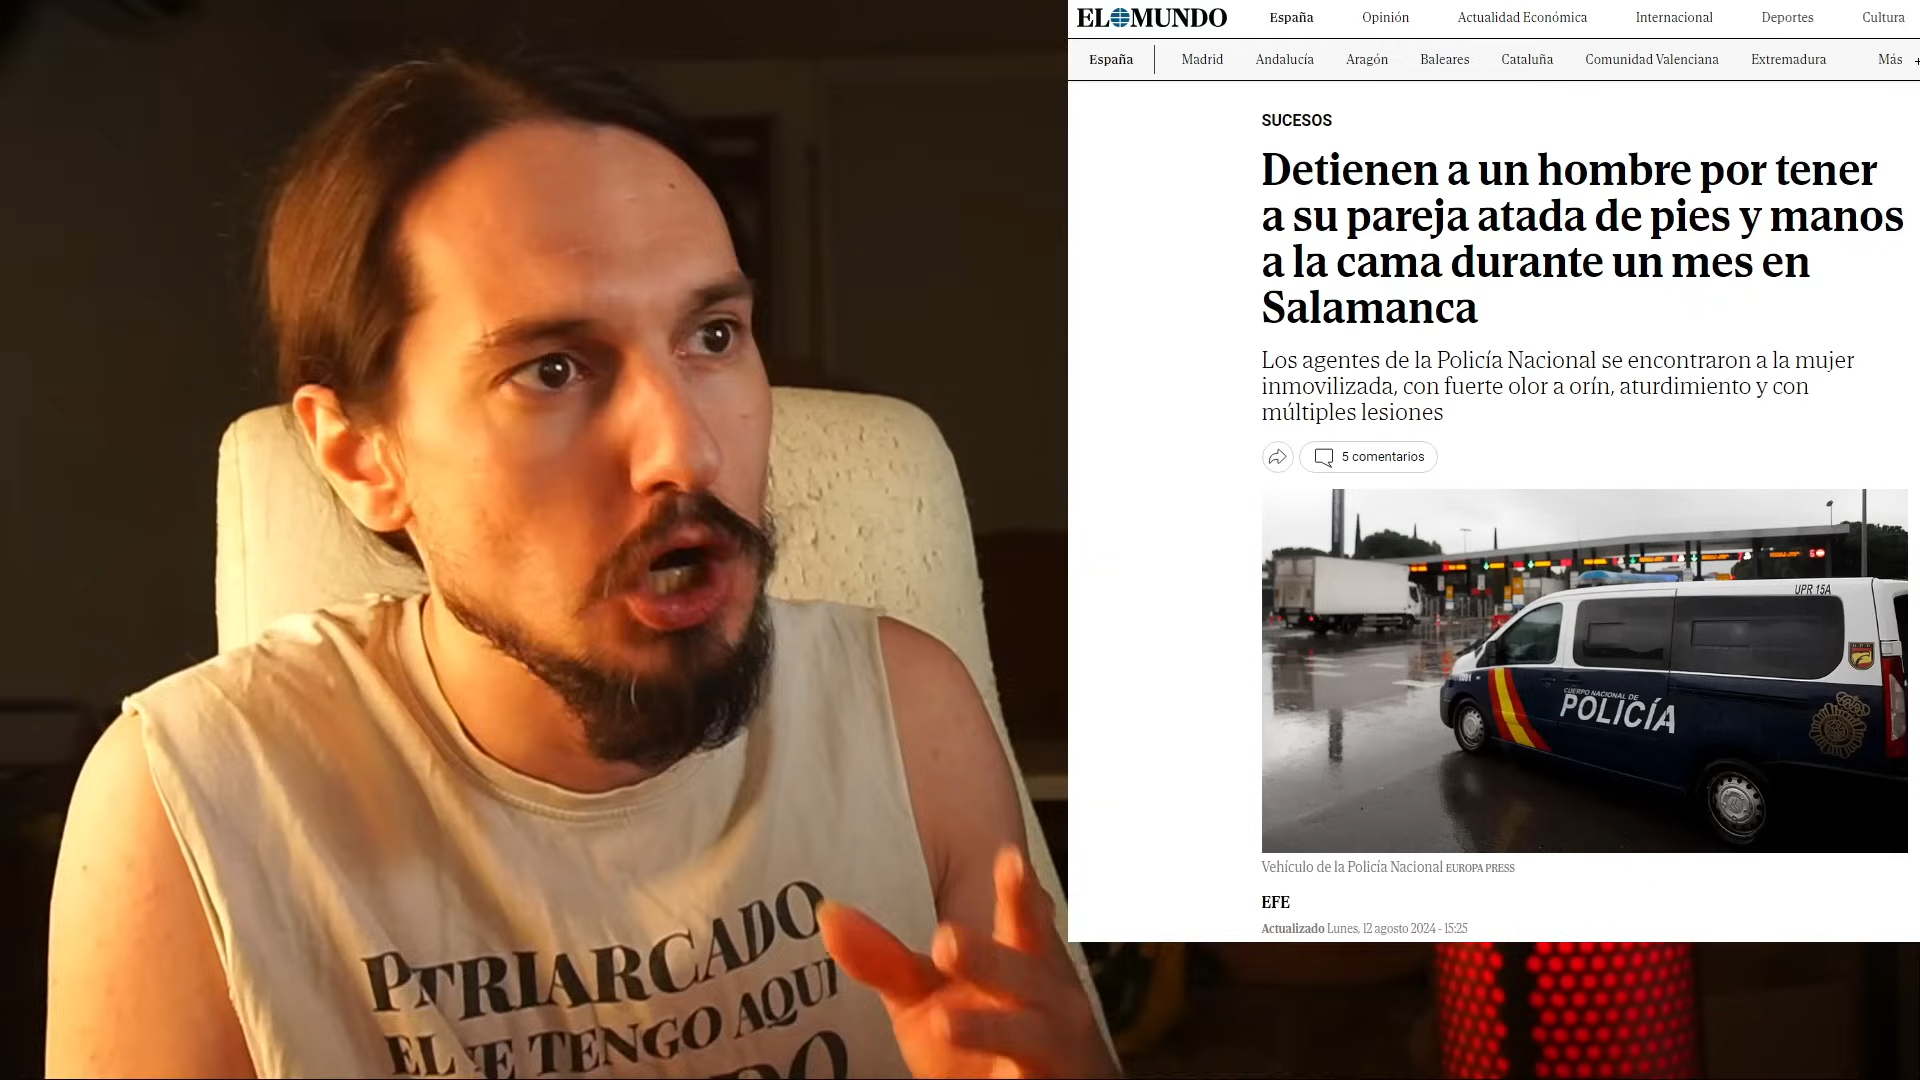 EL MUNDO
España Opinión Actualidad Económica Internacional Deportes Cultura
España Madrid Andalucía Aragón Baleares Cataluña Comunidad Valenciana Extremadura Más +
SUCESOS
Detienen a un hombre por tener
a su pareja atada de pies y manos
a la cama durante un mes en
Salamanca
Los agentes de la Policía Nacional se encontraron a la mujer
inmovilizada, con fuerte olor a orín, aturdimiento y con
múltiples lesiones
5 comentarios
UPR 15A
CUERPO NACIONAL DE
POLICÍA
Vehículo de la Policía Nacional EUROPA PRESS
EFE
Actualizado Lunes, 12 agosto 2024 - 15:25
PATRIARCADO
EL TENGO AQUI